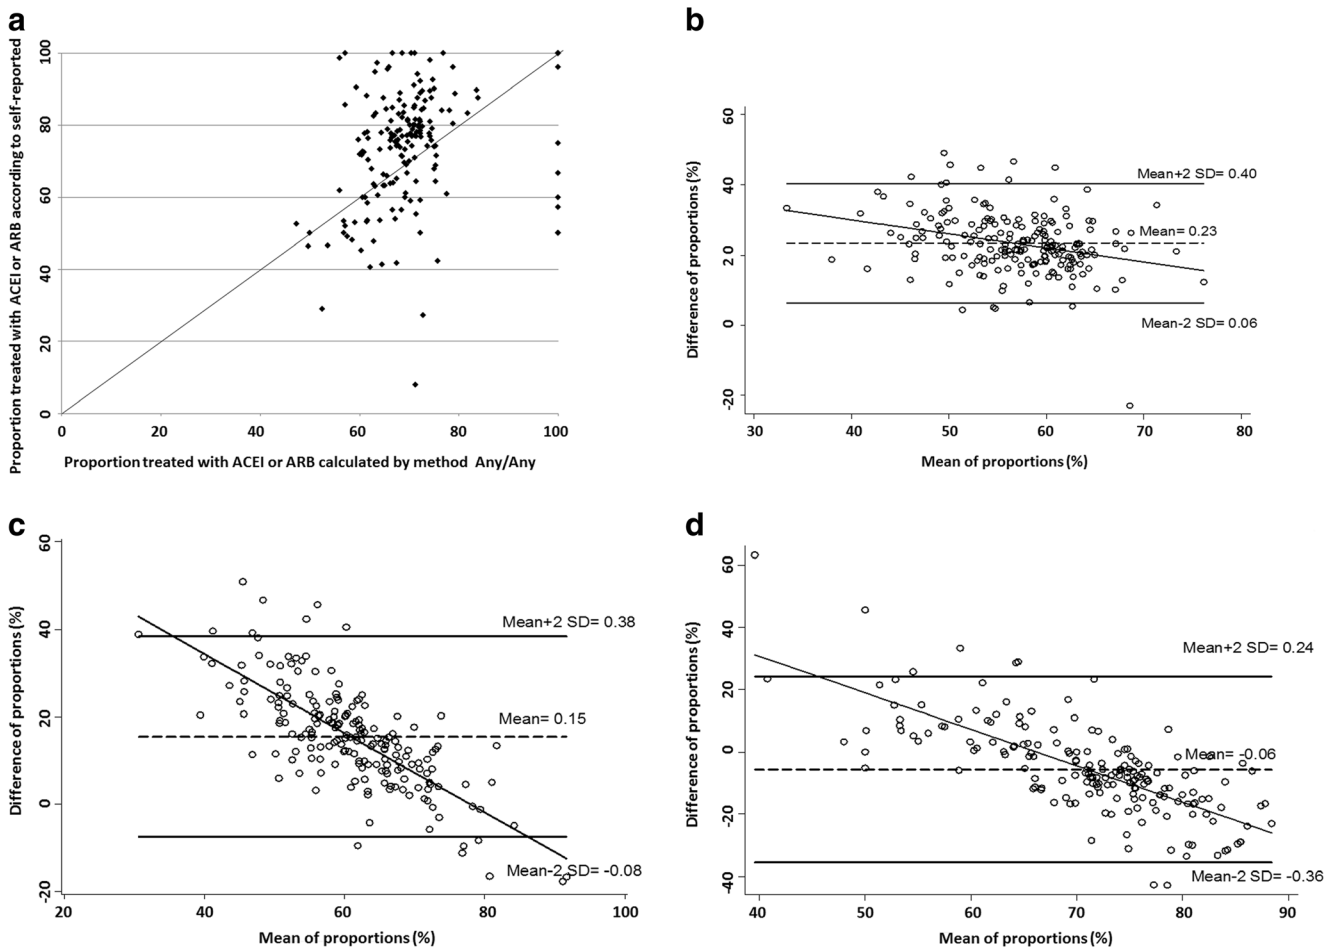 a
Proportion treated with ACEI or ARB according to self-reported
100
80
60
40
20
0
0 20 40 60 80 100
Proportion treated with ACEI or ARB calculated by method Any/Any
b
Difference of proportions (%)
60
40
20
0
-20
Mean+2 SD= 0.40
Mean= 0.23
Mean-2 SD= 0.06
30 40 50 60 70 80
Mean of proportions (%)
c
Difference of proportions (%)
60
40
20
0
-20
Mean+2 SD= 0.38
Mean= 0.15
Mean-2 SD= -0.08
20 40 60 80 100
Mean of proportions (%)
d
Difference of proportions (%)
60
40
20
0
-20
-40
Mean+2 SD= 0.24
Mean= -0.06
Mean-2 SD= -0.36
40 50 60 70 80 90
Mean of proportions (%)